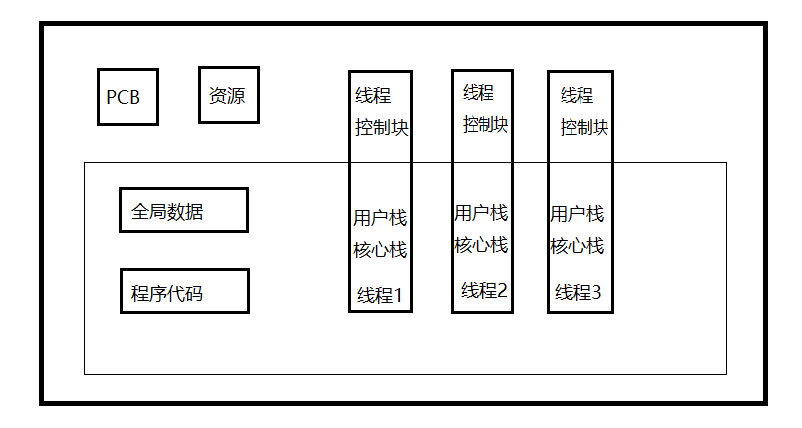 PCB
资源
线程
控制块
线程
控制块
线程
控制块
全局数据
程序代码
用户栈
核心栈
线程1
用户栈
核心栈
线程2
用户栈
核心栈
线程3